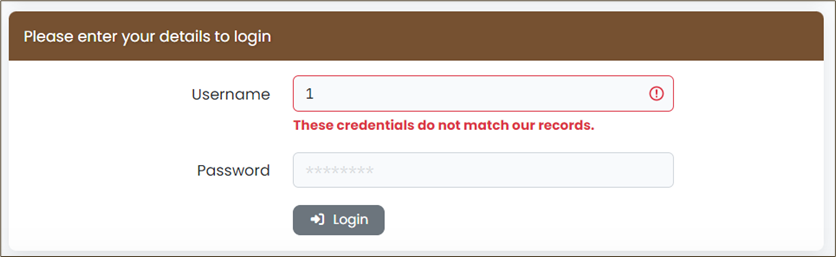 Please enter your details to login
Username
1
These credentials do not match our records.
Password
********
Login